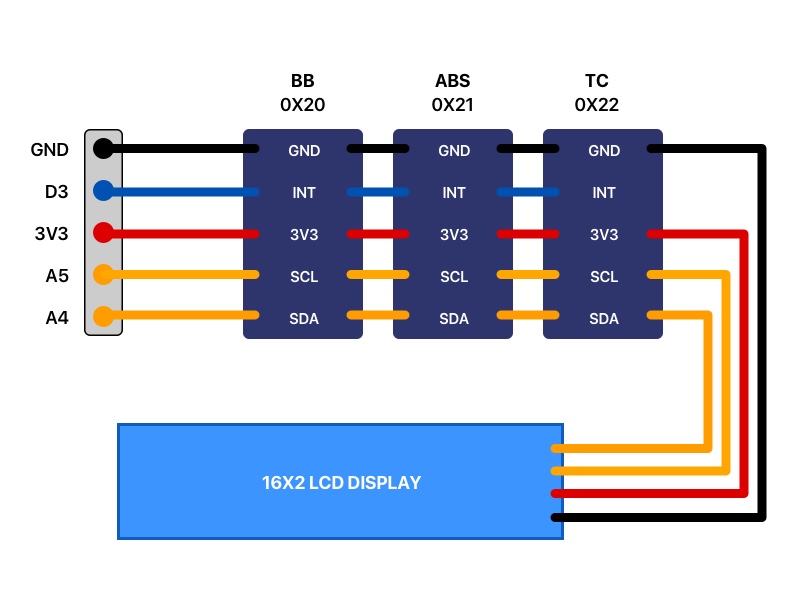 BB
0X20
ABS
0X21
TC
0X22
GND
D3
3V3
A5
A4
GND
INT
3V3
SCL
SDA
GND
INT
3V3
SCL
SDA
GND
INT
3V3
SCL
SDA
16X2 LCD DISPLAY